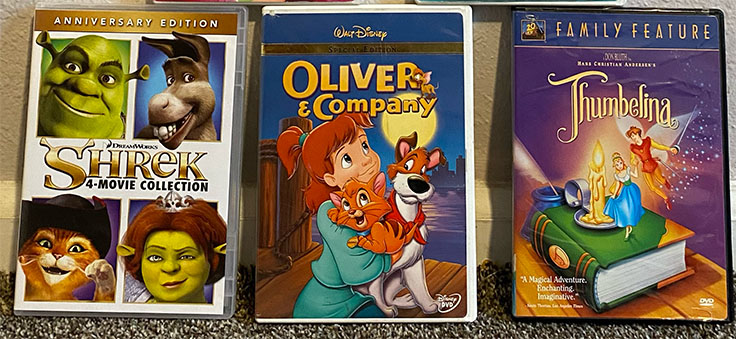 ANNIVERSARY EDITION
DREAMWORKS
SHREK
4-MOVIE COLLECTION
WALT DISNEY
SPECIAL EDITION
OLIVER
& COMPANY
Disney
DVD
FAMILY FEATURE
DON BLUTH
HANS CHRISTIAN ANDERSEN'S
Thumbelina
"A Magical Adventure.
Enchanting.
Imaginative."
DVD